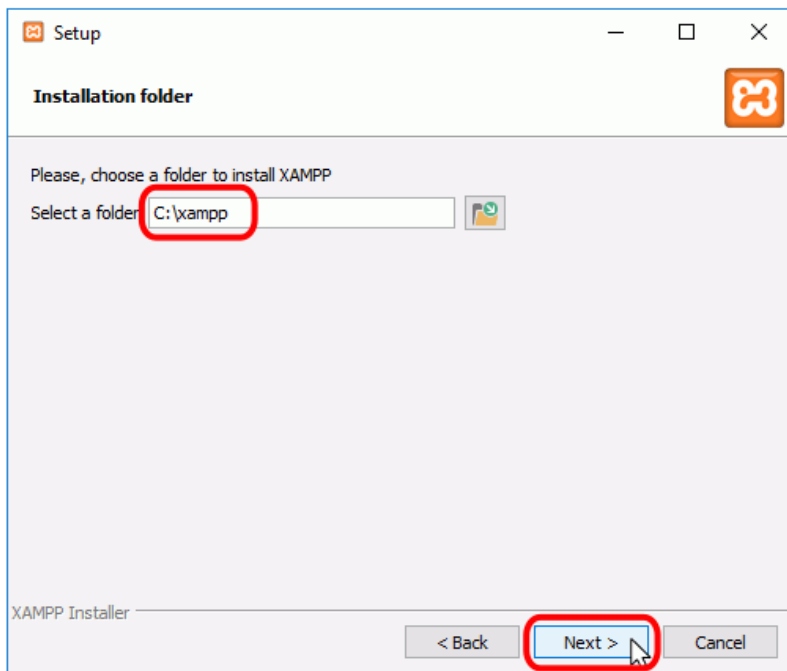 Setup
Installation folder
Please, choose a folder to install XAMPP
Select a folder C:\xampp
XAMPP Installer
< Back Next > Cancel